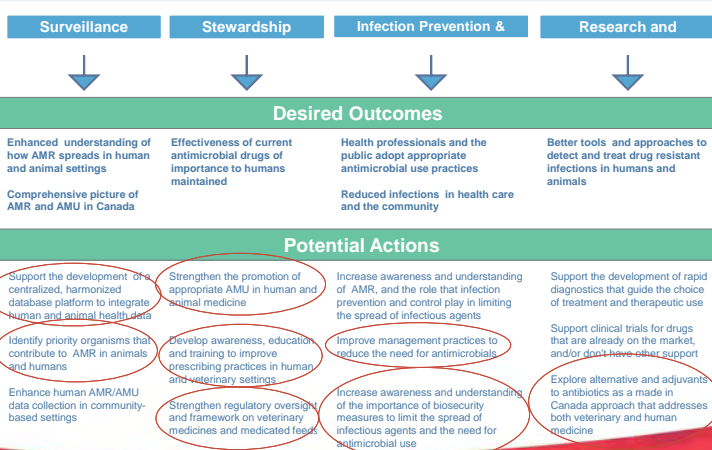 Surveillance
Stewardship
Infection Prevention &
Research and
Desired Outcomes
Enhanced understanding of
how AMR spreads in human
and animal settings
Comprehensive picture of
AMR and AMU in Canada
Effectiveness of current
antimicrobial drugs of
importance to humans
maintained
Health professionals and the
public adopt appropriate
antimicrobial use practices
Reduced infections in health care
and the community
Better tools and approaches to
detect and treat drug resistant
infections in humans and
animals
Potential Actions
Support the development of a
centralized, harmonized
database platform to integrate
human and animal health data
Identify priority organisms that
contribute to AMR in animals
and humans
Enhance human AMR/AMU
data collection in community-
based settings
Strengthen the promotion of
appropriate AMU in human and
animal medicine
Develop awareness, education
and training to improve
prescribing practices in human
and veterinary settings
Strengthen regulatory oversight
and framework on veterinary
medicines and medicated feeds
Increase awareness and understanding
of AMR, and the role that infection
prevention and control play in limiting
the spread of infectious agents
Improve management practices to
reduce the need for antimicrobials
Increase awareness and understanding
of the importance of biosecurity
measures to limit the spread of
infectious agents and the need for
antimicrobial use
Support the development of rapid
diagnostics that guide the choice
of treatment and therapeutic use
Support clinical trials for drugs
that are already on the market,
and/or don't have other support
Explore alternative and adjuvants
to antibiotics as a made in
Canada approach that addresses
both veterinary and human
medicine